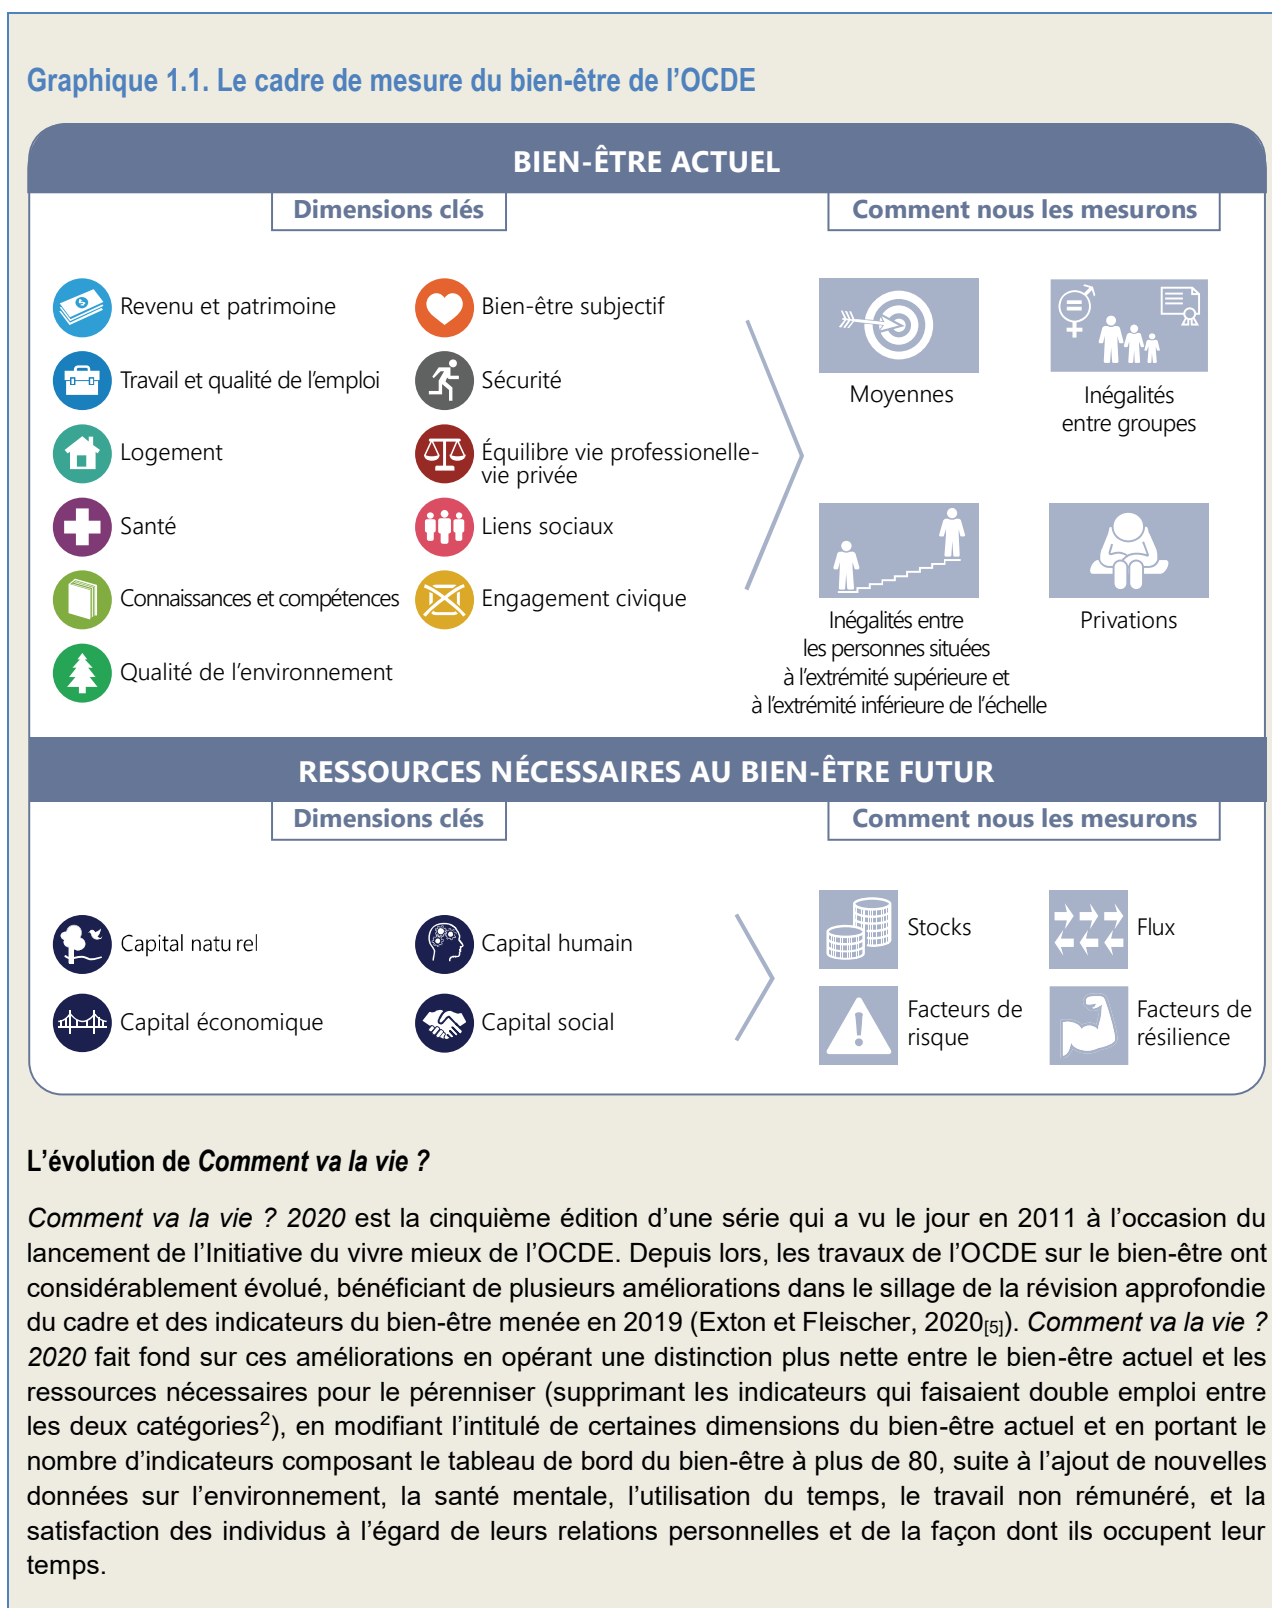 Graphique 1.1. Le cadre de mesure du bien-être de l’OCDE
BIEN-ÊTRE ACTUEL
Dimensions clés
Comment nous les mesurons
Revenu et patrimoine
Travail et qualité de l’emploi
Logement
Santé
Connaissances et compétences
Qualité de l’environnement
Bien-être subjectif
Sécurité
Équilibre vie professionelle-
vie privée
Liens sociaux
Engagement civique
Moyennes
Inégalités
entre groupes
Inégalités entre
les personnes situées
à l’extrémité supérieure et
à l’extrémité inférieure de l’échelle
Privations
RESSOURCES NÉCESSAIRES AU BIEN-ÊTRE FUTUR
Dimensions clés
Comment nous les mesurons
Capital naturel
Capital économique
Capital humain
Capital social
Stocks
Flux
Facteurs de
risque
Facteurs de
résilience
L’évolution de Comment va la vie ?
Comment va la vie ? 2020 est la cinquième édition d’une série qui a vu le jour en 2011 à l’occasion du
lancement de l’Initiative du vivre mieux de l’OCDE. Depuis lors, les travaux de l’OCDE sur le bien-être ont
considérablement évolué, bénéficiant de plusieurs améliorations dans le sillage de la révision approfondie
du cadre et des indicateurs du bien-être menée en 2019 (Exton et Fleischer, 2020[5]). Comment va la vie ?
2020 fait fond sur ces améliorations en opérant une distinction plus nette entre le bien-être actuel et les
ressources nécessaires pour le pérenniser (supprimant les indicateurs qui faisaient double emploi entre
les deux catégories2), en modifiant l’intitulé de certaines dimensions du bien-être actuel et en portant le
nombre d’indicateurs composant le tableau de bord du bien-être à plus de 80, suite à l’ajout de nouvelles
données sur l’environnement, la santé mentale, l’utilisation du temps, le travail non rémunéré, et la
satisfaction des individus à l’égard de leurs relations personnelles et de la façon dont ils occupent leur
temps.